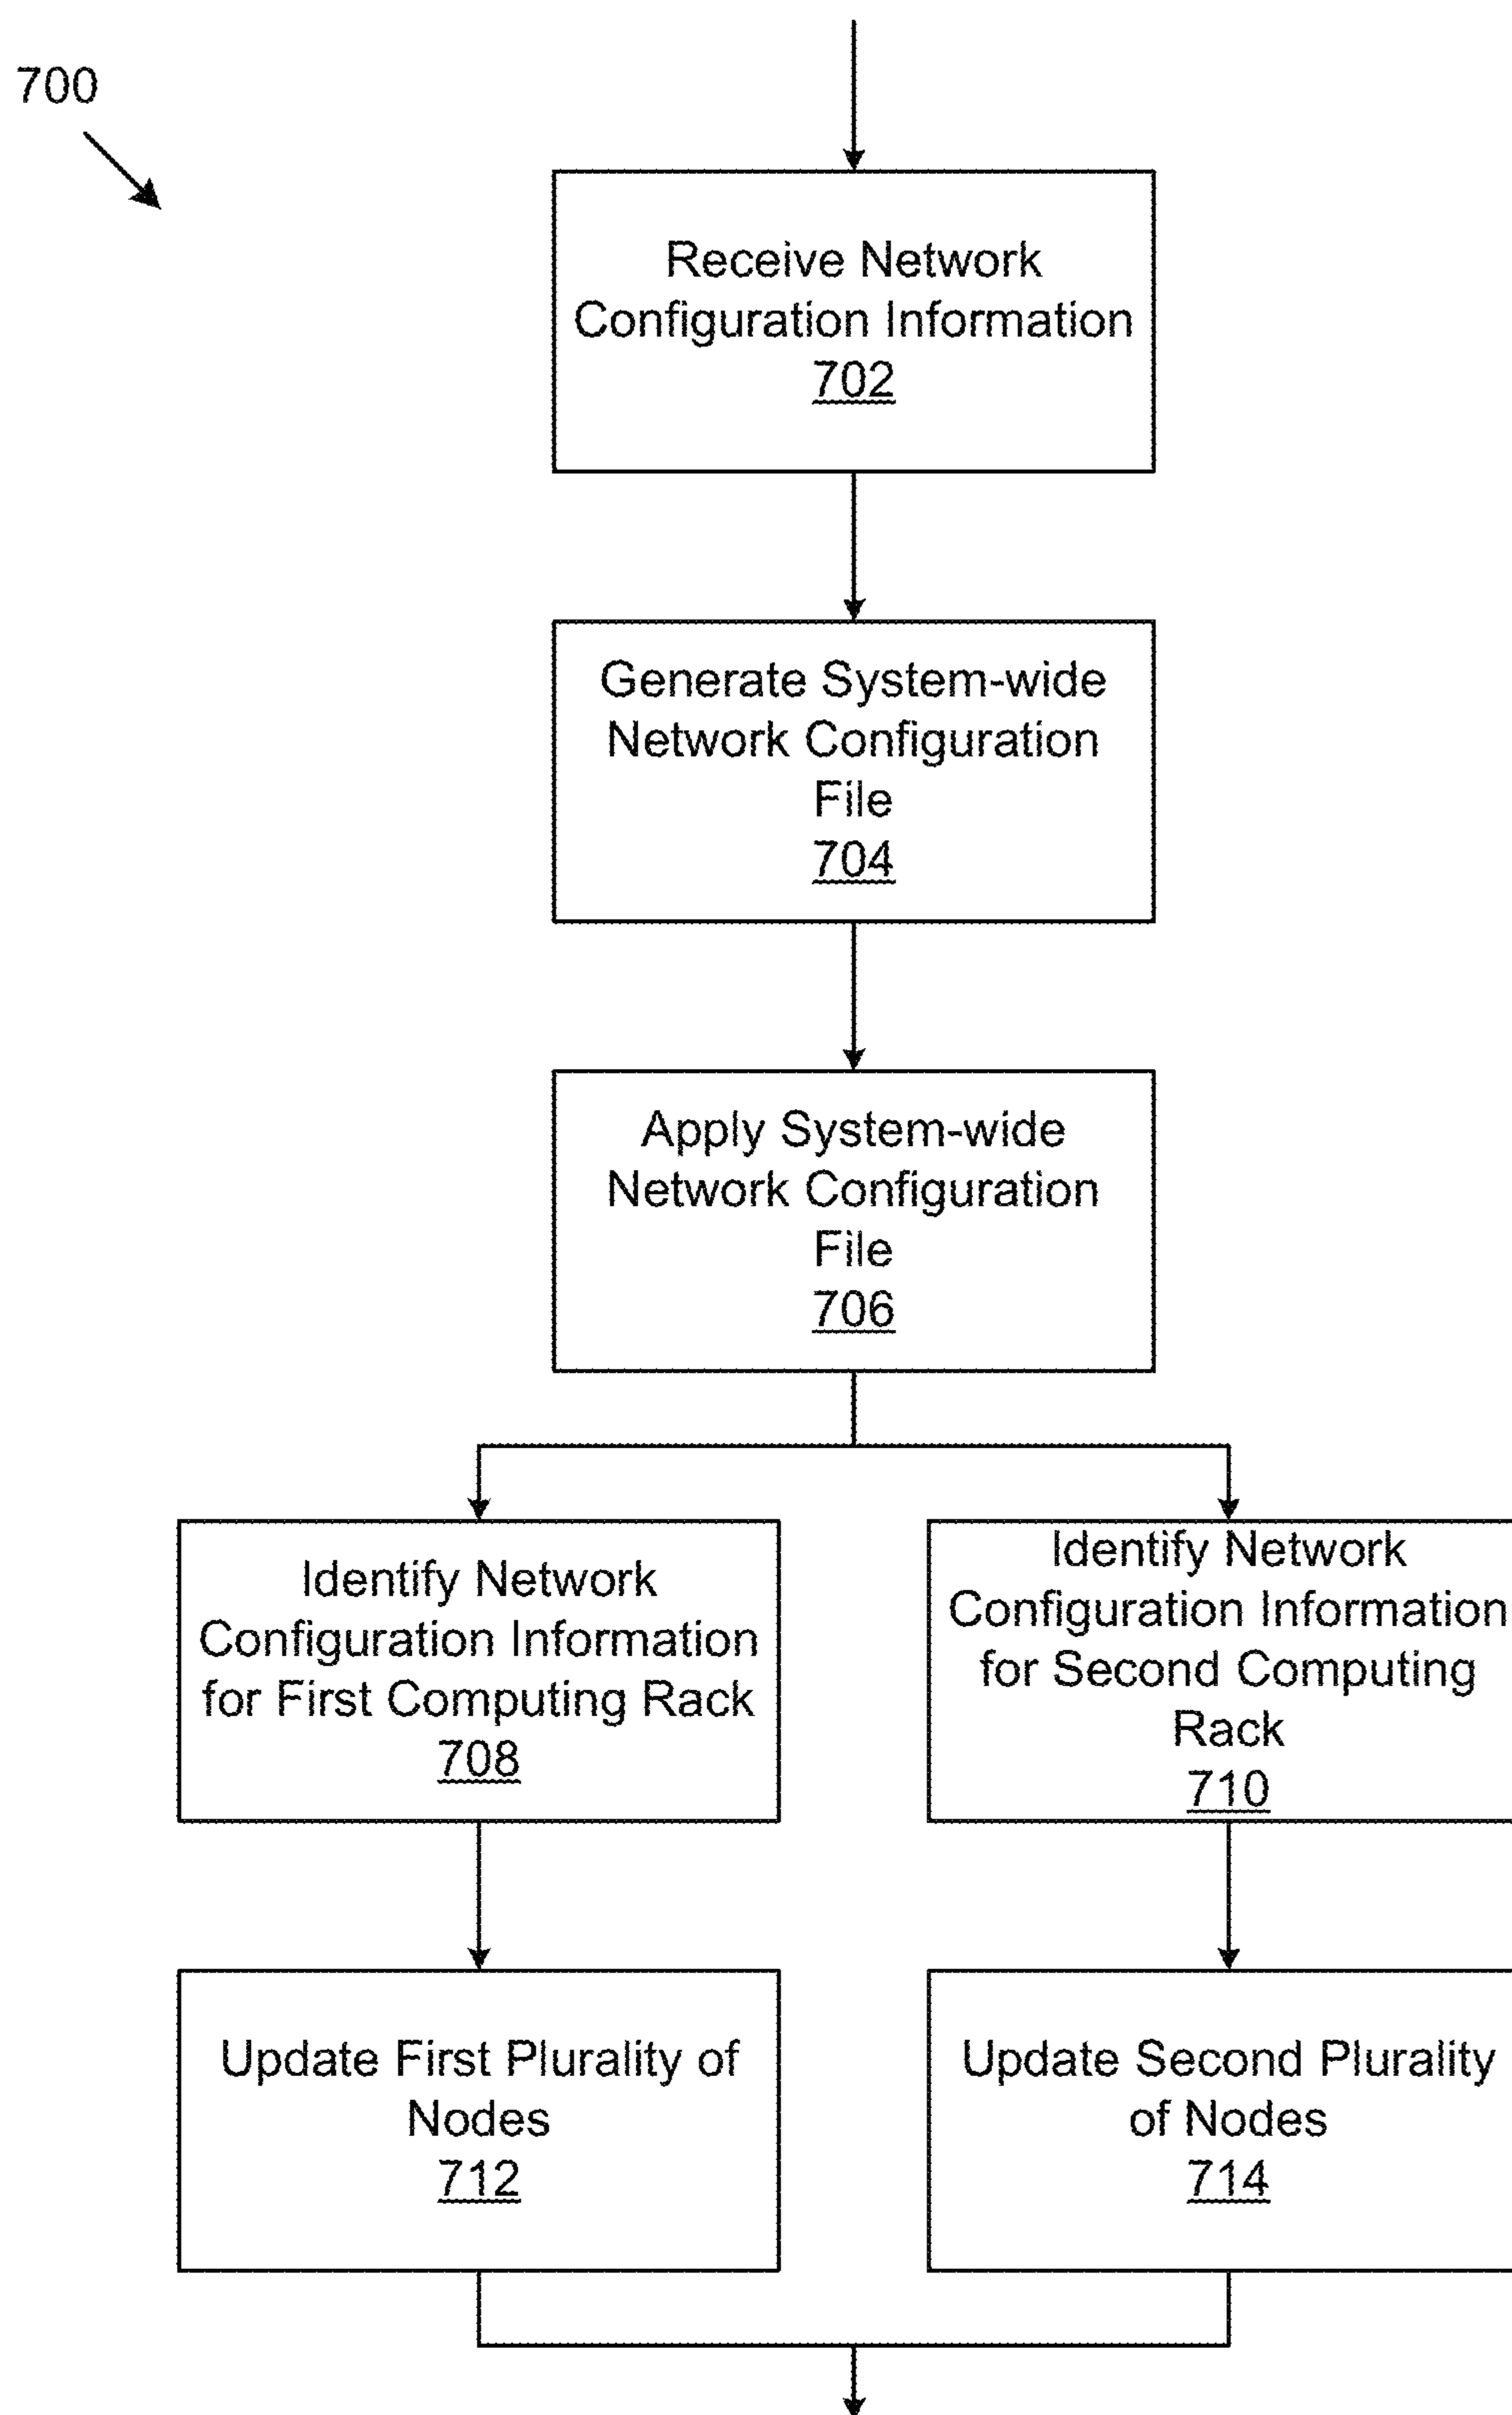 700
Receive Network
Configuration Information
702
Generate System-wide
Network Configuration
File
704
Apply System-wide
Network Configuration
File
706
Identify Network
Configuration Information
for First Computing Rack
708
Identify Network
Configuration Information
for Second Computing
Rack
710
Update First Plurality of
Nodes
712
Update Second Plurality
of Nodes
714